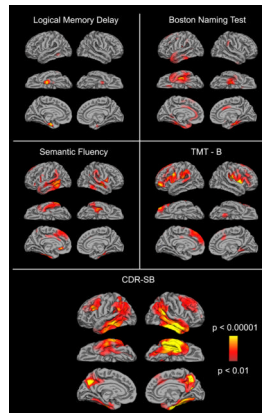 Logical Memory Delay
Boston Naming Test
Semantic Fluency
TMT - B
CDR-SB
p < 0.00001
p < 0.01